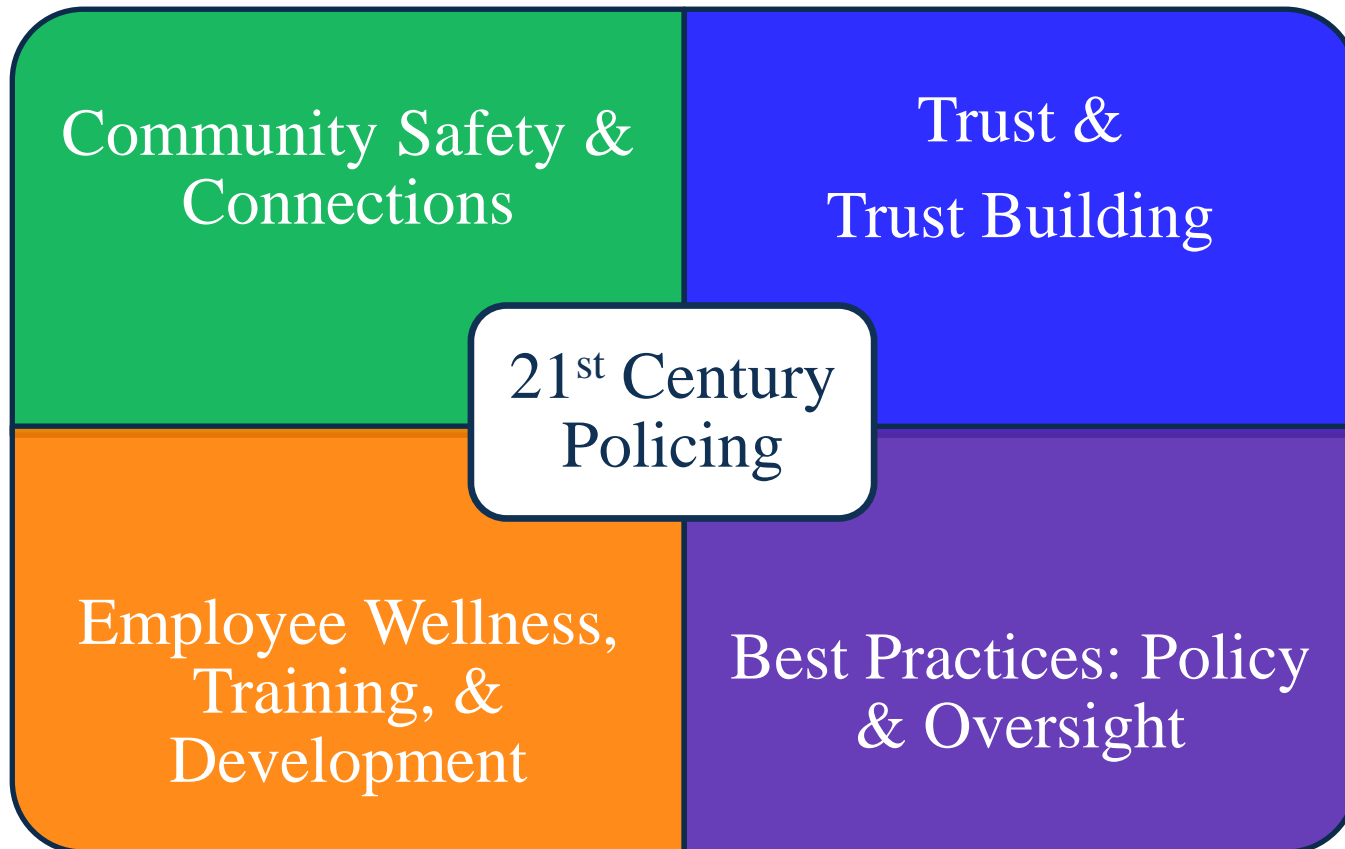 Community Safety &
Connections
Trust &
Trust Building
21st Century
Policing
Employee Wellness,
Training, &
Development
Best Practices: Policy
& Oversight